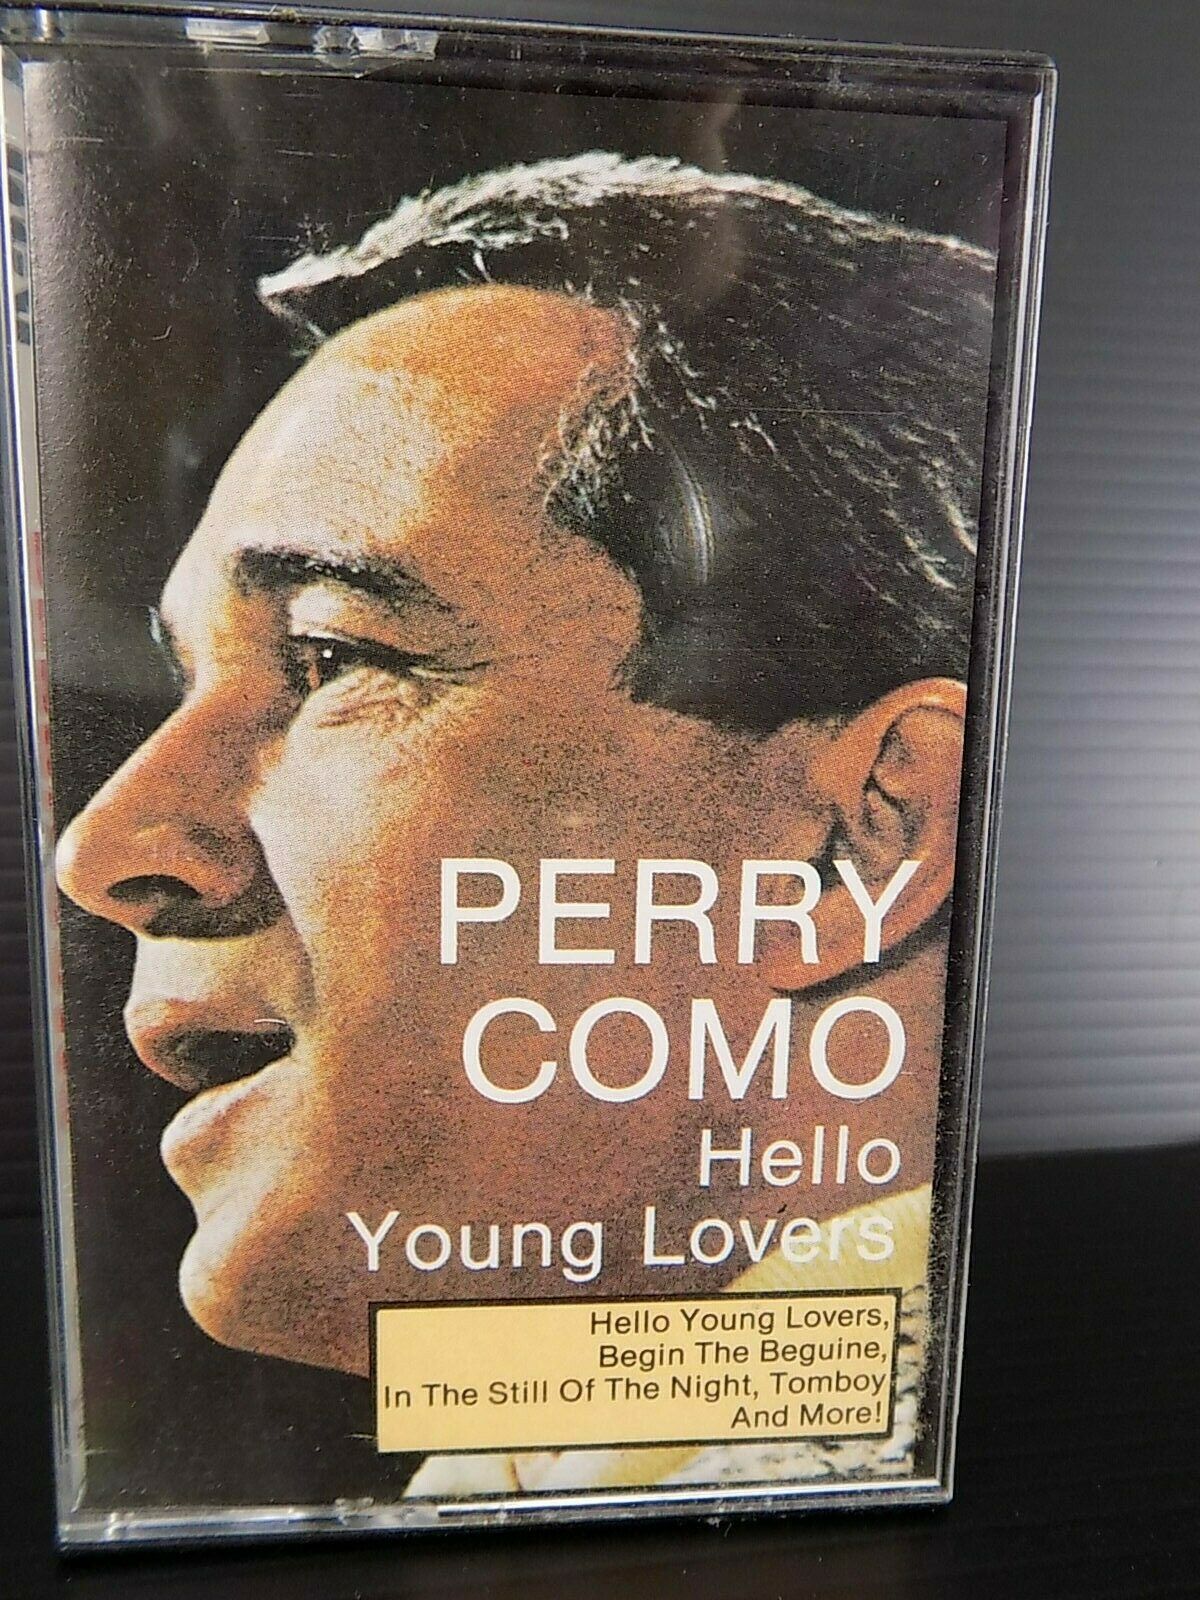 PERRY
COMO
Hello
Young Lovers
Hello Young Lovers,
Begin The Beguine,
In The Still Of The Night, Tomboy
And More!